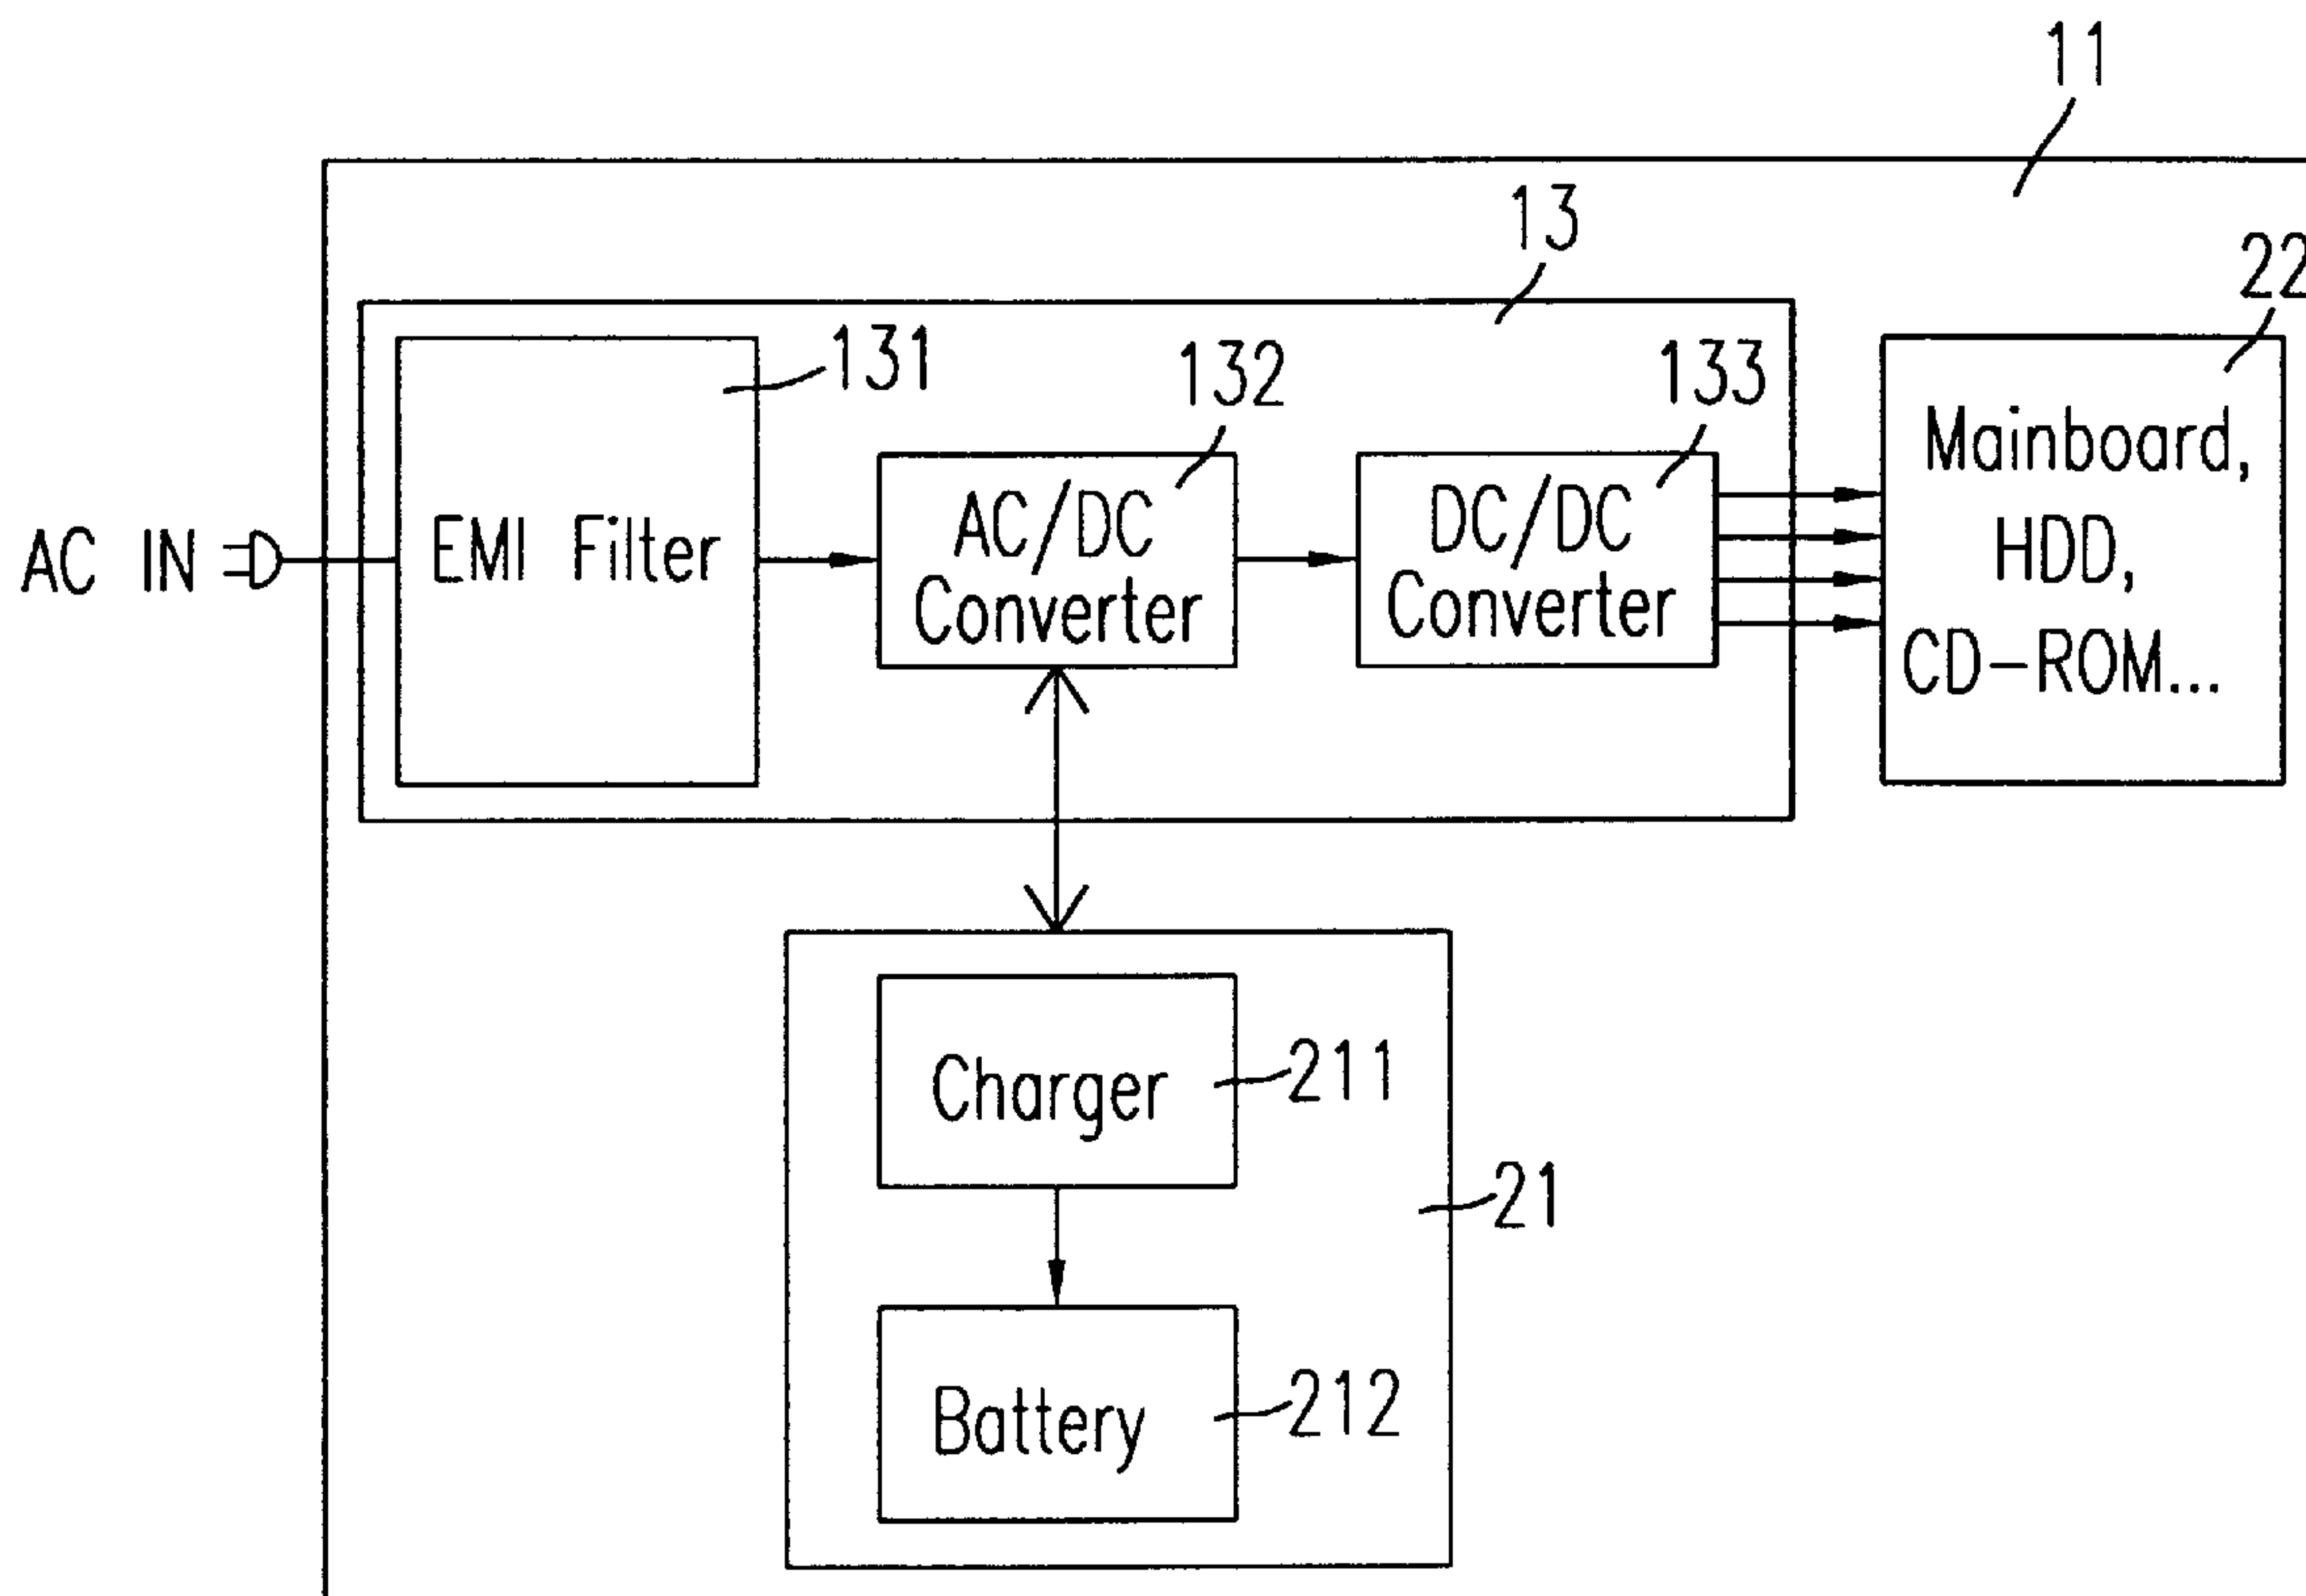 11
13
22
131
132
133
AC IN
EMI Filter
AC/DC
Converter
DC/DC
Converter
Mainboard,
HDD,
CD-ROM...
Charger
211
21
Battery
212